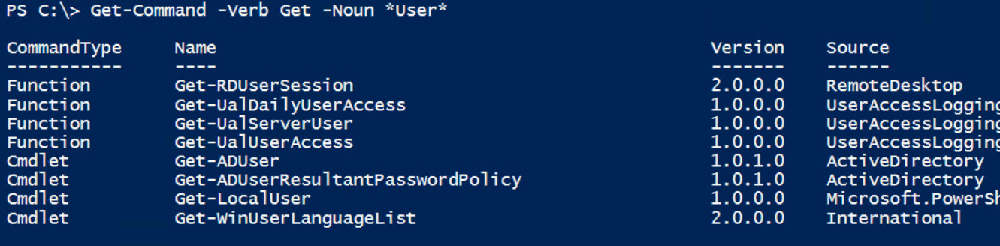 PS C:\> Get-Command -Verb Get -Noun *User*
CommandType Name Version Source
----------- ---- ------- ------
Function Get-RDUserSession 2.0.0.0 RemoteDesktop
Function Get-UalDailyUserAccess 1.0.0.0 UserAccessLogging
Function Get-UalServerUser 1.0.0.0 UserAccessLogging
Function Get-UalUserAccess 1.0.0.0 UserAccessLogging
Cmdlet Get-ADUser 1.0.1.0 ActiveDirectory
Cmdlet Get-ADUserResultantPasswordPolicy 1.0.1.0 ActiveDirectory
Cmdlet Get-LocalUser 1.0.0.0 Microsoft.PowerSh
Cmdlet Get-WinUserLanguageList 2.0.0.0 International